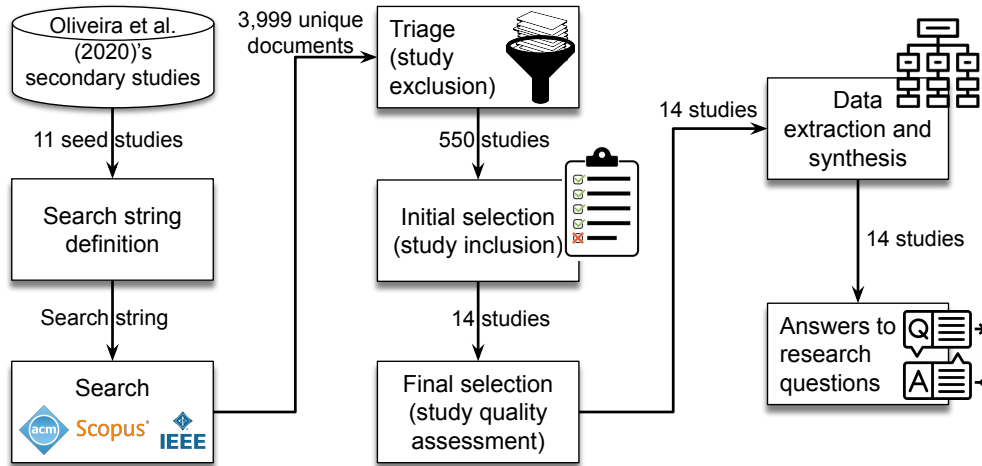 Oliveira et al.
(2020)'s
secondary studies
11 seed studies
Search string
definition
Search string
Search
acm
Scopus®
IEEE
3,999 unique
documents
Triage
(study
exclusion)
550 studies
Initial selection
(study inclusion)
14 studies
Final selection
(study quality
assessment)
14 studies
Data
extraction and
synthesis
14 studies
Answers to
research
questions
Q
A